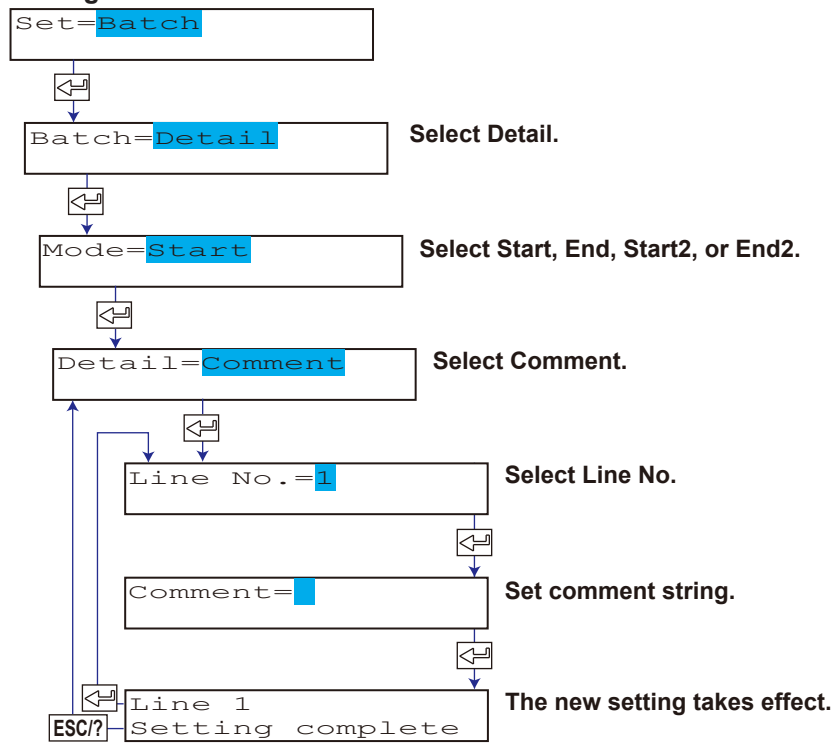 Set=Batch
Batch=Detail
Select Detail.
Mode=Start
Select Start, End, Start2, or End2.
Detail=Comment
Select Comment.
Line No.=1
Select Line No.
Comment=
Set comment string.
Line 1
The new setting takes effect.
ESC/?
Setting complete